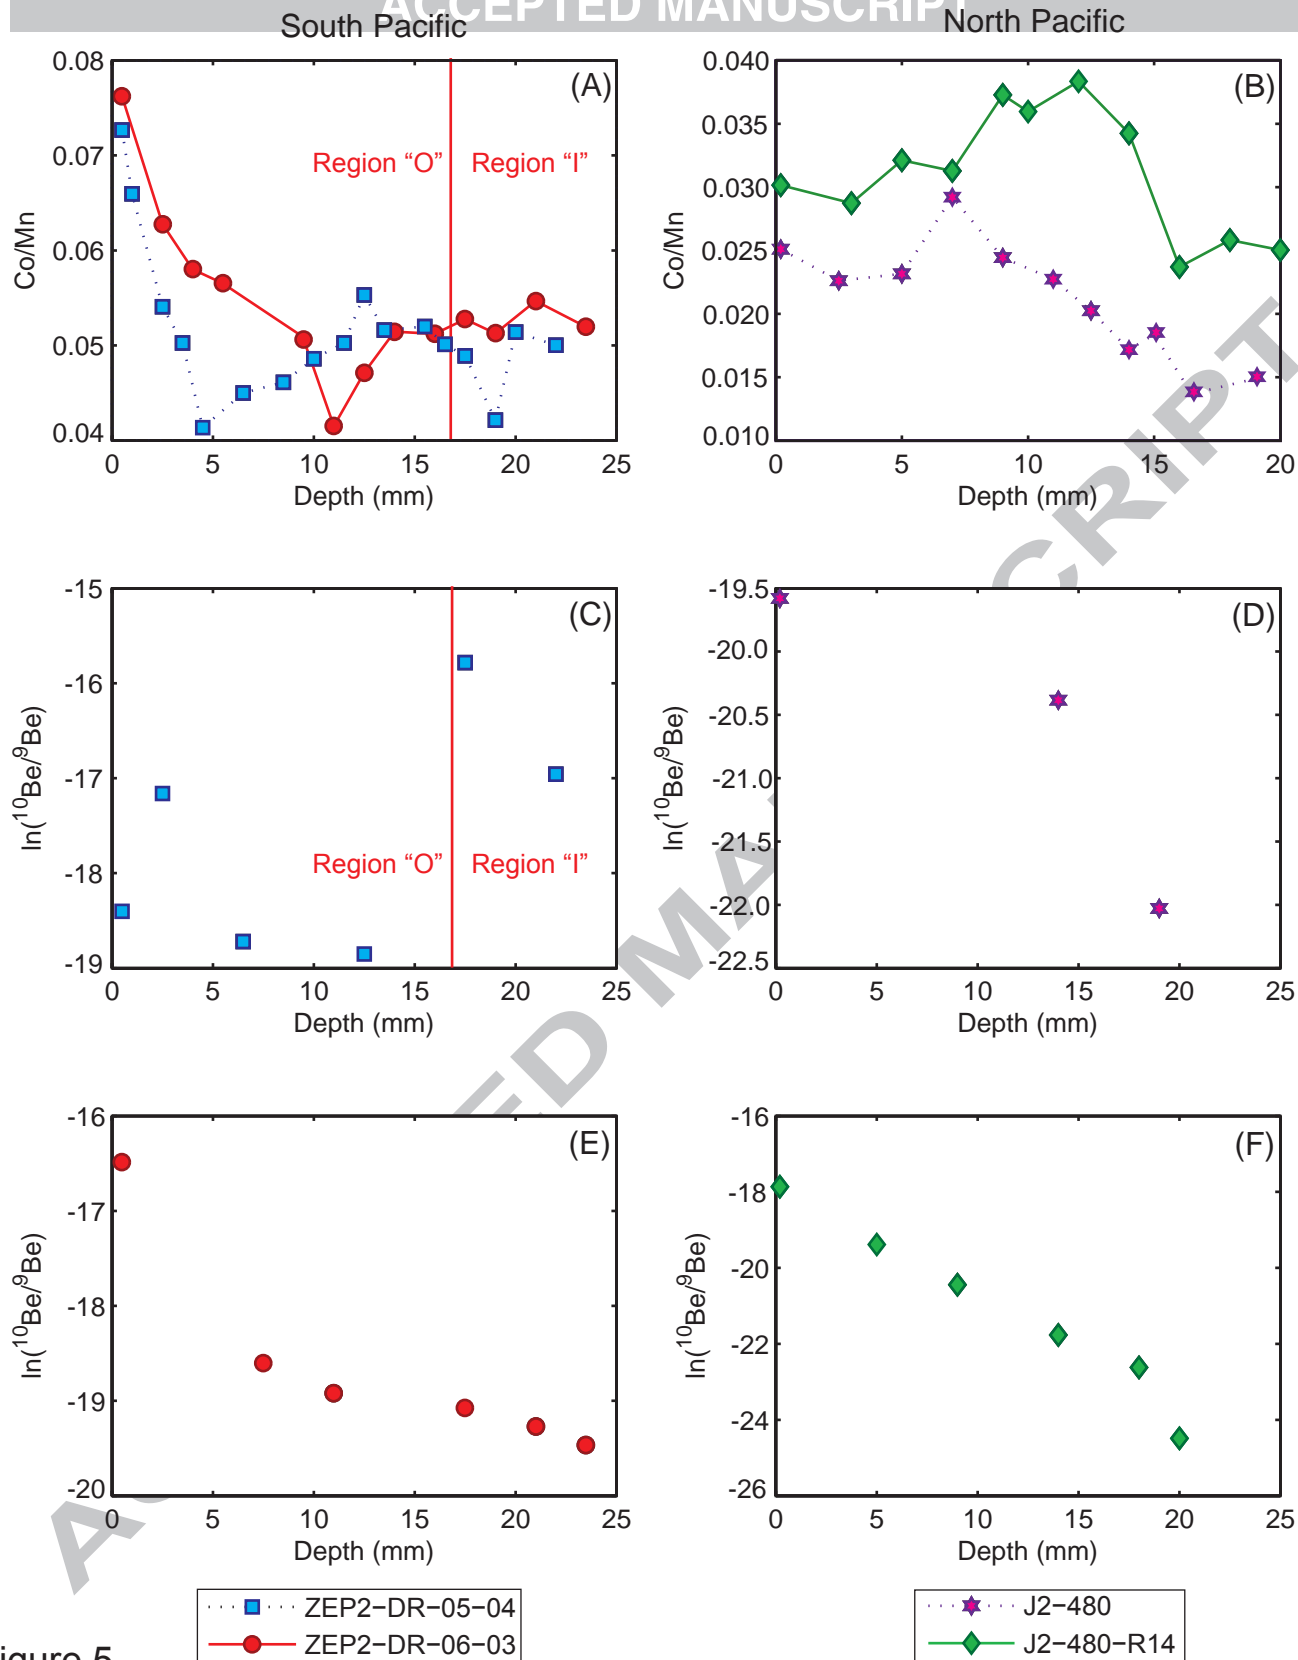 ACCEPTED MANUSCRIPT
South Pacific
North Pacific
0.08
0.07
0.06
0.05
0.04
Co/Mn
(A)
Region “O”
Region “I”
0
5
10
15
20
25
Depth (mm)
0.040
0.035
0.030
0.025
0.020
0.015
0.010
Co/Mn
(B)
0
5
10
15
20
Depth (mm)
-15
-16
-17
-18
-19
ln(¹⁰Be/⁹Be)
(C)
Region “O”
Region “I”
0
5
10
15
20
25
Depth (mm)
-19.5
-20.0
-20.5
-21.0
-21.5
-22.0
-22.5
ln(¹⁰Be/⁹Be)
(D)
0
5
10
15
20
25
Depth (mm)
-16
-17
-18
-19
-20
ln(¹⁰Be/⁹Be)
(E)
0
5
10
15
20
25
Depth (mm)
-16
-18
-20
-22
-24
-26
ln(¹⁰Be/⁹Be)
(F)
0
5
10
15
20
25
Depth (mm)
ZEP2−DR−05−04
ZEP2−DR−06−03
J2−480
J2−480−R14